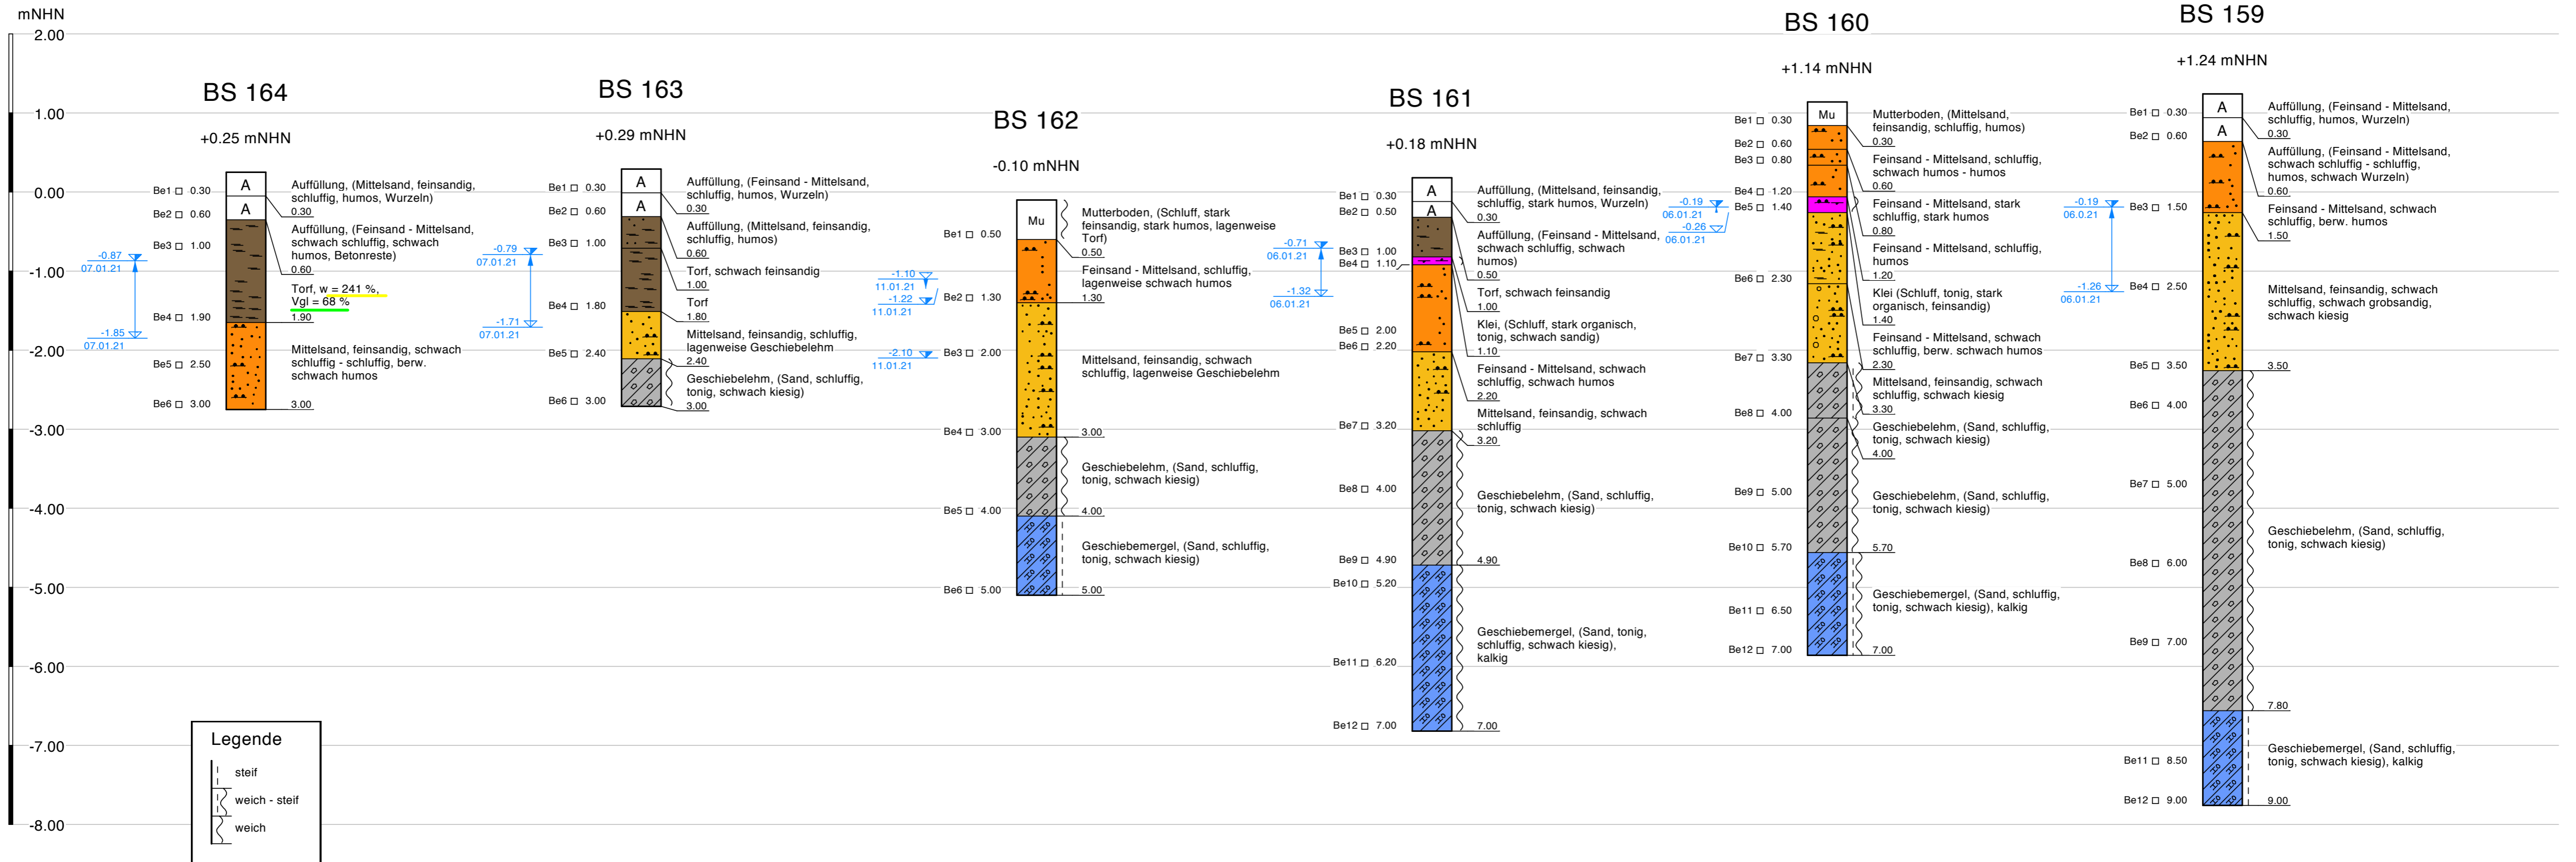 mNHN
2.00
1.00
0.00
-1.00
-2.00
-3.00
-4.00
-5.00
-6.00
-7.00
-8.00
BS 164
+0.25 mNHN
A
A
Be1 0.30
Be2 0.60
Be3 1.00
Be4 1.90
Be5 2.50
Be6 3.00
-0.87
07.01.21
-1.85
07.01.21
Auffüllung, (Mittelsand, feinsandig,
schluffig, humos, Wurzeln)
0.30
Auffüllung, (Feinsand - Mittelsand,
schwach schluffig, schwach
humos, Betonreste)
0.60
Torf, w = 241 %,
Vgl = 68 %
1.90
Mittelsand, feinsandig, schwach
schluffig - schluffig, berw.
schwach humos
3.00
BS 163
+0.29 mNHN
A
A
Be1 0.30
Be2 0.60
Be3 1.00
Be4 1.80
Be5 2.40
Be6 3.00
-0.79
07.01.21
-1.71
07.01.21
Auffüllung, (Feinsand - Mittelsand,
schluffig, humos, Wurzeln)
0.30
Auffüllung, (Mittelsand, feinsandig,
schluffig, humos)
0.60
Torf, schwach feinsandig
1.00
Torf
1.80
Mittelsand, feinsandig, schluffig,
lagenweise Geschiebelehm
2.40
Geschiebelehm, (Sand, schluffig,
tonig, schwach kiesig)
3.00
BS 162
-0.10 mNHN
Mu
Be1 0.50
Be2 1.30
Be3 2.00
Be4 3.00
Be5 4.00
Be6 5.00
-1.10
11.01.21
-1.22
11.01.21
-2.10
11.01.21
Mutterboden, (Schluff, stark
feinsandig, stark humos, lagenweise
Torf)
0.50
Feinsand - Mittelsand, schluffig,
lagenweise schwach humos
1.30
Mittelsand, feinsandig, schwach
schluffig, lagenweise Geschiebelehm
3.00
Geschiebelehm, (Sand, schluffig,
tonig, schwach kiesig)
4.00
Geschiebemergel, (Sand, schluffig,
tonig, schwach kiesig)
5.00
BS 161
+0.18 mNHN
A
A
Be1 0.30
Be2 0.50
Be3 1.00
Be4 1.10
Be5 2.00
Be6 2.20
Be7 3.20
Be8 4.00
Be9 4.90
Be10 5.20
Be11 6.20
Be12 7.00
-0.71
06.01.21
-1.32
06.01.21
Auffüllung, (Mittelsand, feinsandig,
schluffig, stark humos, Wurzeln)
0.30
Auffüllung, (Feinsand - Mittelsand,
schwach schluffig, schwach
humos)
0.50
Torf, schwach feinsandig
1.00
Klei, (Schluff, stark organisch,
tonig, schwach sandig)
1.10
Feinsand - Mittelsand, schwach
schluffig, schwach humos
2.20
Mittelsand, feinsandig, schwach
schluffig
3.20
Geschiebelehm, (Sand, schluffig,
tonig, schwach kiesig)
4.90
Geschiebemergel, (Sand, tonig,
schluffig, schwach kiesig),
kalkig
7.00
BS 160
+1.14 mNHN
Mu
Be1 0.30
Be2 0.60
Be3 0.80
Be4 1.20
Be5 1.40
Be6 2.30
Be7 3.30
Be8 4.00
Be9 5.00
Be10 5.70
Be11 6.50
Be12 7.00
-0.19
06.01.21
-0.26
06.01.21
Mutterboden, (Mittelsand,
feinsandig, schluffig, humos)
0.30
Feinsand - Mittelsand, schluffig,
schwach humos - humos
0.60
Feinsand - Mittelsand, stark
schluffig, stark humos
0.80
Feinsand - Mittelsand, schluffig,
humos
1.20
Klei (Schluff, tonig, stark
organisch, feinsandig)
1.40
Feinsand - Mittelsand, schwach
schluffig, berw. schwach humos
2.30
Mittelsand, feinsandig, schwach
schluffig, schwach kiesig
3.30
Geschiebelehm, (Sand, schluffig,
tonig, schwach kiesig)
4.00
Geschiebelehm, (Sand, schluffig,
tonig, schwach kiesig)
5.70
Geschiebemergel, (Sand, schluffig,
tonig, schwach kiesig), kalkig
7.00
BS 159
+1.24 mNHN
A
A
Be1 0.30
Be2 0.60
Be3 1.50
Be4 2.50
Be5 3.50
Be6 4.00
Be7 5.00
Be8 6.00
Be9 7.00
Be11 8.50
Be12 9.00
-0.19
06.0.21
-1.26
06.01.21
Auffüllung, (Feinsand - Mittelsand,
schluffig, humos, Wurzeln)
0.30
Auffüllung, (Feinsand - Mittelsand,
schwach schluffig - schluffig,
humos, schwach Wurzeln)
0.60
Feinsand - Mittelsand, schwach
schluffig, berw. humos
1.50
Mittelsand, feinsandig, schwach
schluffig, schwach grobsandig,
schwach kiesig
3.50
Geschiebelehm, (Sand, schluffig,
tonig, schwach kiesig)
7.80
Geschiebemergel, (Sand, schluffig,
tonig, schwach kiesig), kalkig
9.00
Legende
steif
weich - steif
weich